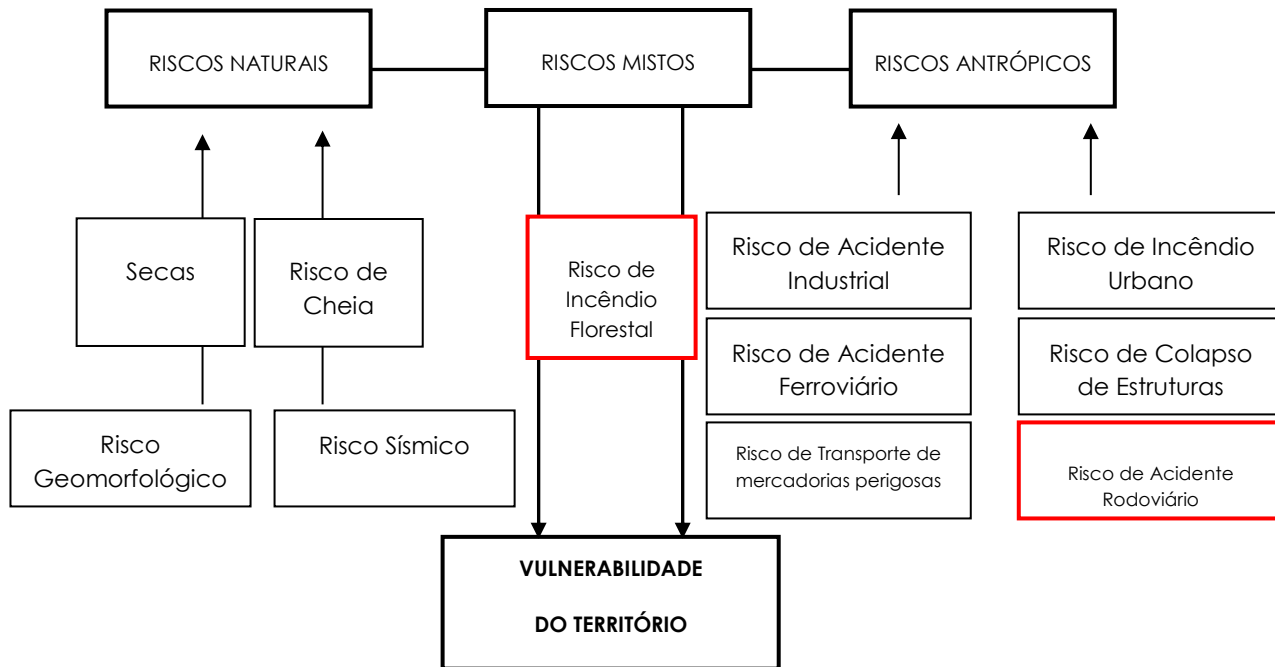 RISCOS NATURAIS
RISCOS MISTOS
RISCOS ANTRÓPICOS
Secas
Risco de
Cheia
Risco de
Incêndio
Florestal
Risco de Acidente
Industrial
Risco de Incêndio
Urbano
Risco de Acidente
Ferroviário
Risco de Colapso
de Estruturas
Risco
Geomorfológico
Risco Sísmico
Risco de Transporte de
mercadorias perigosas
Risco de Acidente
Rodoviário
VULNERABILIDADE
DO TERRITÓRIO